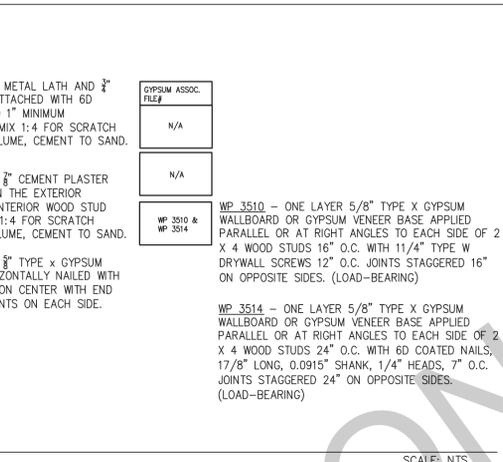 METAL LATH AND 3/4"
TTACHED WITH 6D
1" MINIMUM
MIX 1:4 FOR SCRATCH
LUME, CEMENT TO SAND.
7/8" CEMENT PLASTER
N THE EXTERIOR
NTERIOR WOOD STUD
1:4 FOR SCRATCH
LUME, CEMENT TO SAND.
5/8" TYPE x GYPSUM
IZONTALLY NAILED WITH
ON CENTER WITH END
NTS ON EACH SIDE.
GYPSUM ASSOC.
FILE#
N/A
N/A
WP 3510 &
WP 3514
WP 3510 – ONE LAYER 5/8" TYPE X GYPSUM
WALLBOARD OR GYPSUM VENEER BASE APPLIED
PARALLEL OR AT RIGHT ANGLES TO EACH SIDE OF 2
X 4 WOOD STUDS 16" O.C. WITH 11/4" TYPE W
DRYWALL SCREWS 12" O.C. JOINTS STAGGERED 16"
ON OPPOSITE SIDES. (LOAD-BEARING)
WP 3514 – ONE LAYER 5/8" TYPE X GYPSUM
WALLBOARD OR GYPSUM VENEER BASE APPLIED
PARALLEL OR AT RIGHT ANGLES TO EACH SIDE OF 2
X 4 WOOD STUDS 24" O.C. WITH 6D COATED NAILS,
17/8" LONG, 0.0915" SHANK, 1/4" HEADS, 7" O.C.
JOINTS STAGGERED 24" ON OPPOSITE SIDES.
(LOAD-BEARING)
SCALE: NTS